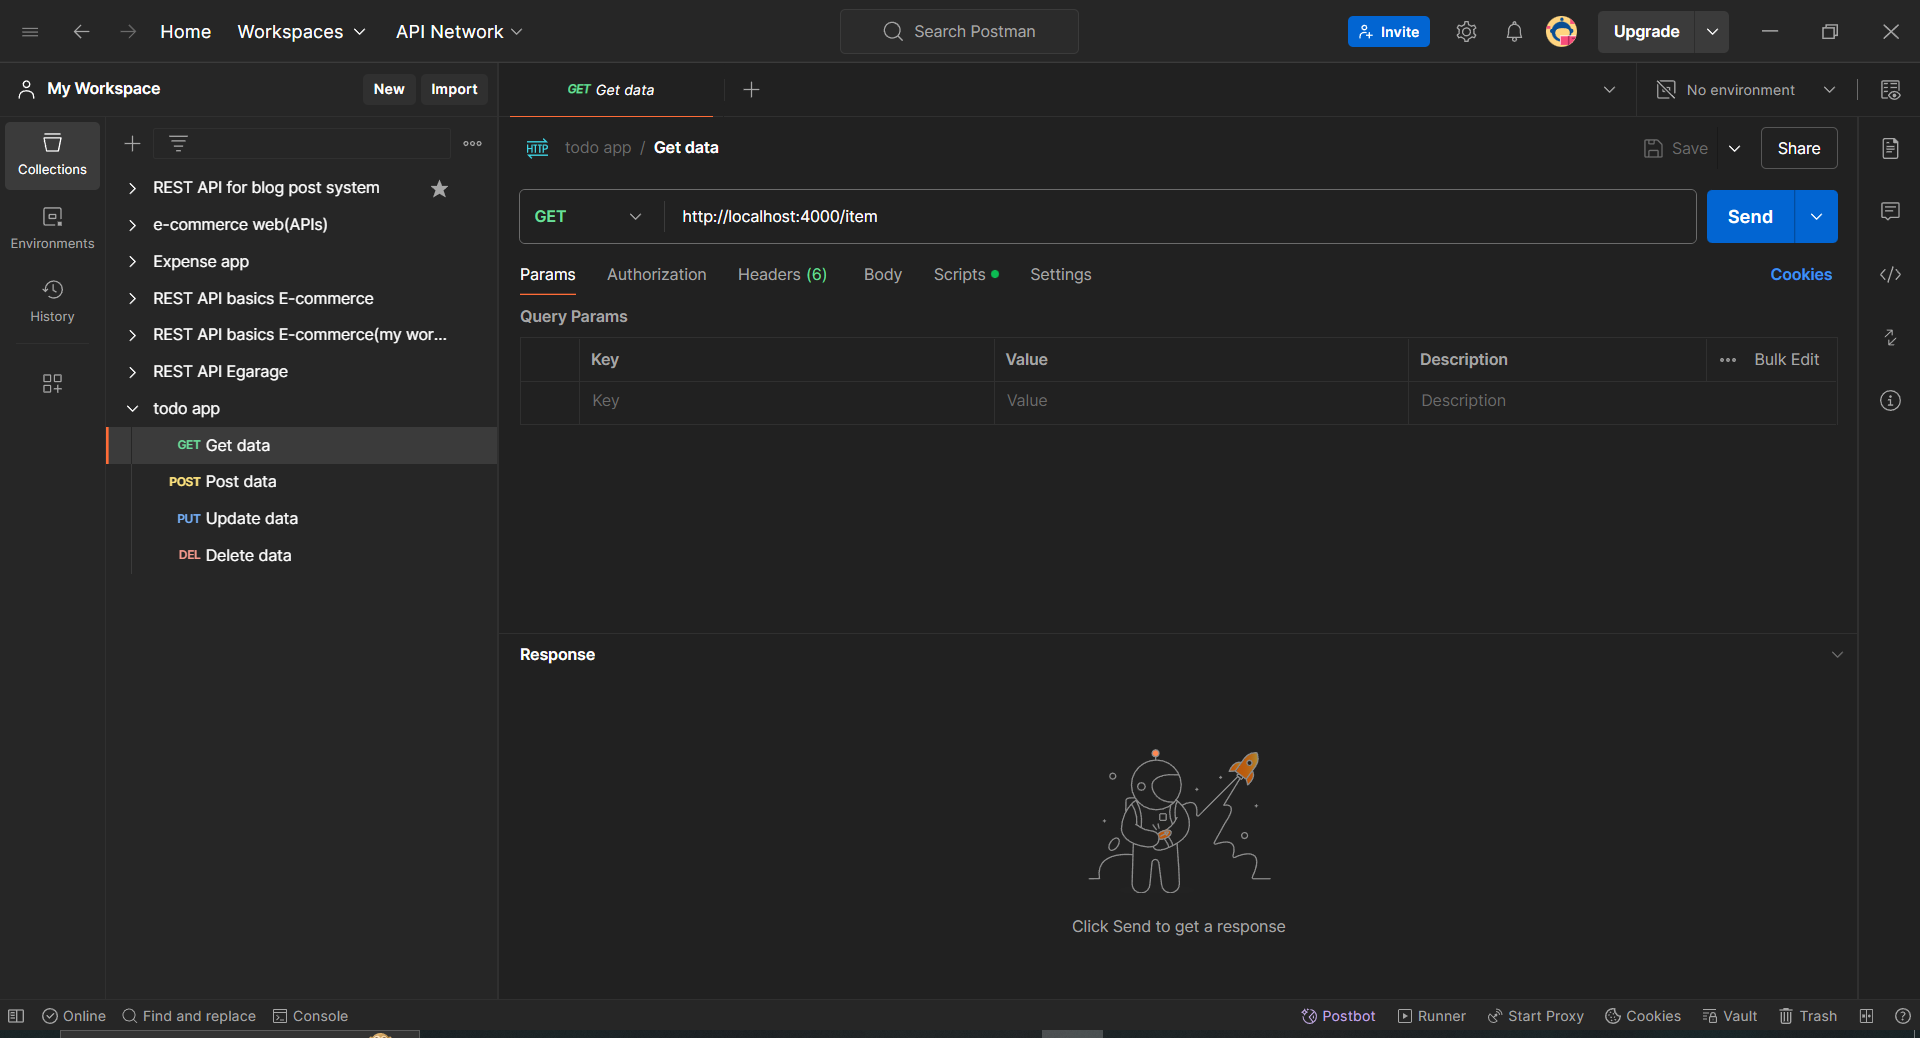 Home Workspaces API Network Search Postman Invite Upgrade
My Workspace New Import GET Get data No environment
Collections
Environments
History
REST API for blog post system
e-commerce web(APIs)
Expense app
REST API basics E-commerce
REST API basics E-commerce(my wor...
REST API Egarage
todo app
GET Get data
POST Post data
PUT Update data
DEL Delete data
HTTP todo app / Get data Save Share
GET http://localhost:4000/item Send
Params Authorization Headers (6) Body Scripts Settings Cookies
Query Params
Key Value Description Bulk Edit
Key Value Description
Response
Click Send to get a response
Online Find and replace Console Postbot Runner Start Proxy Cookies Vault Trash